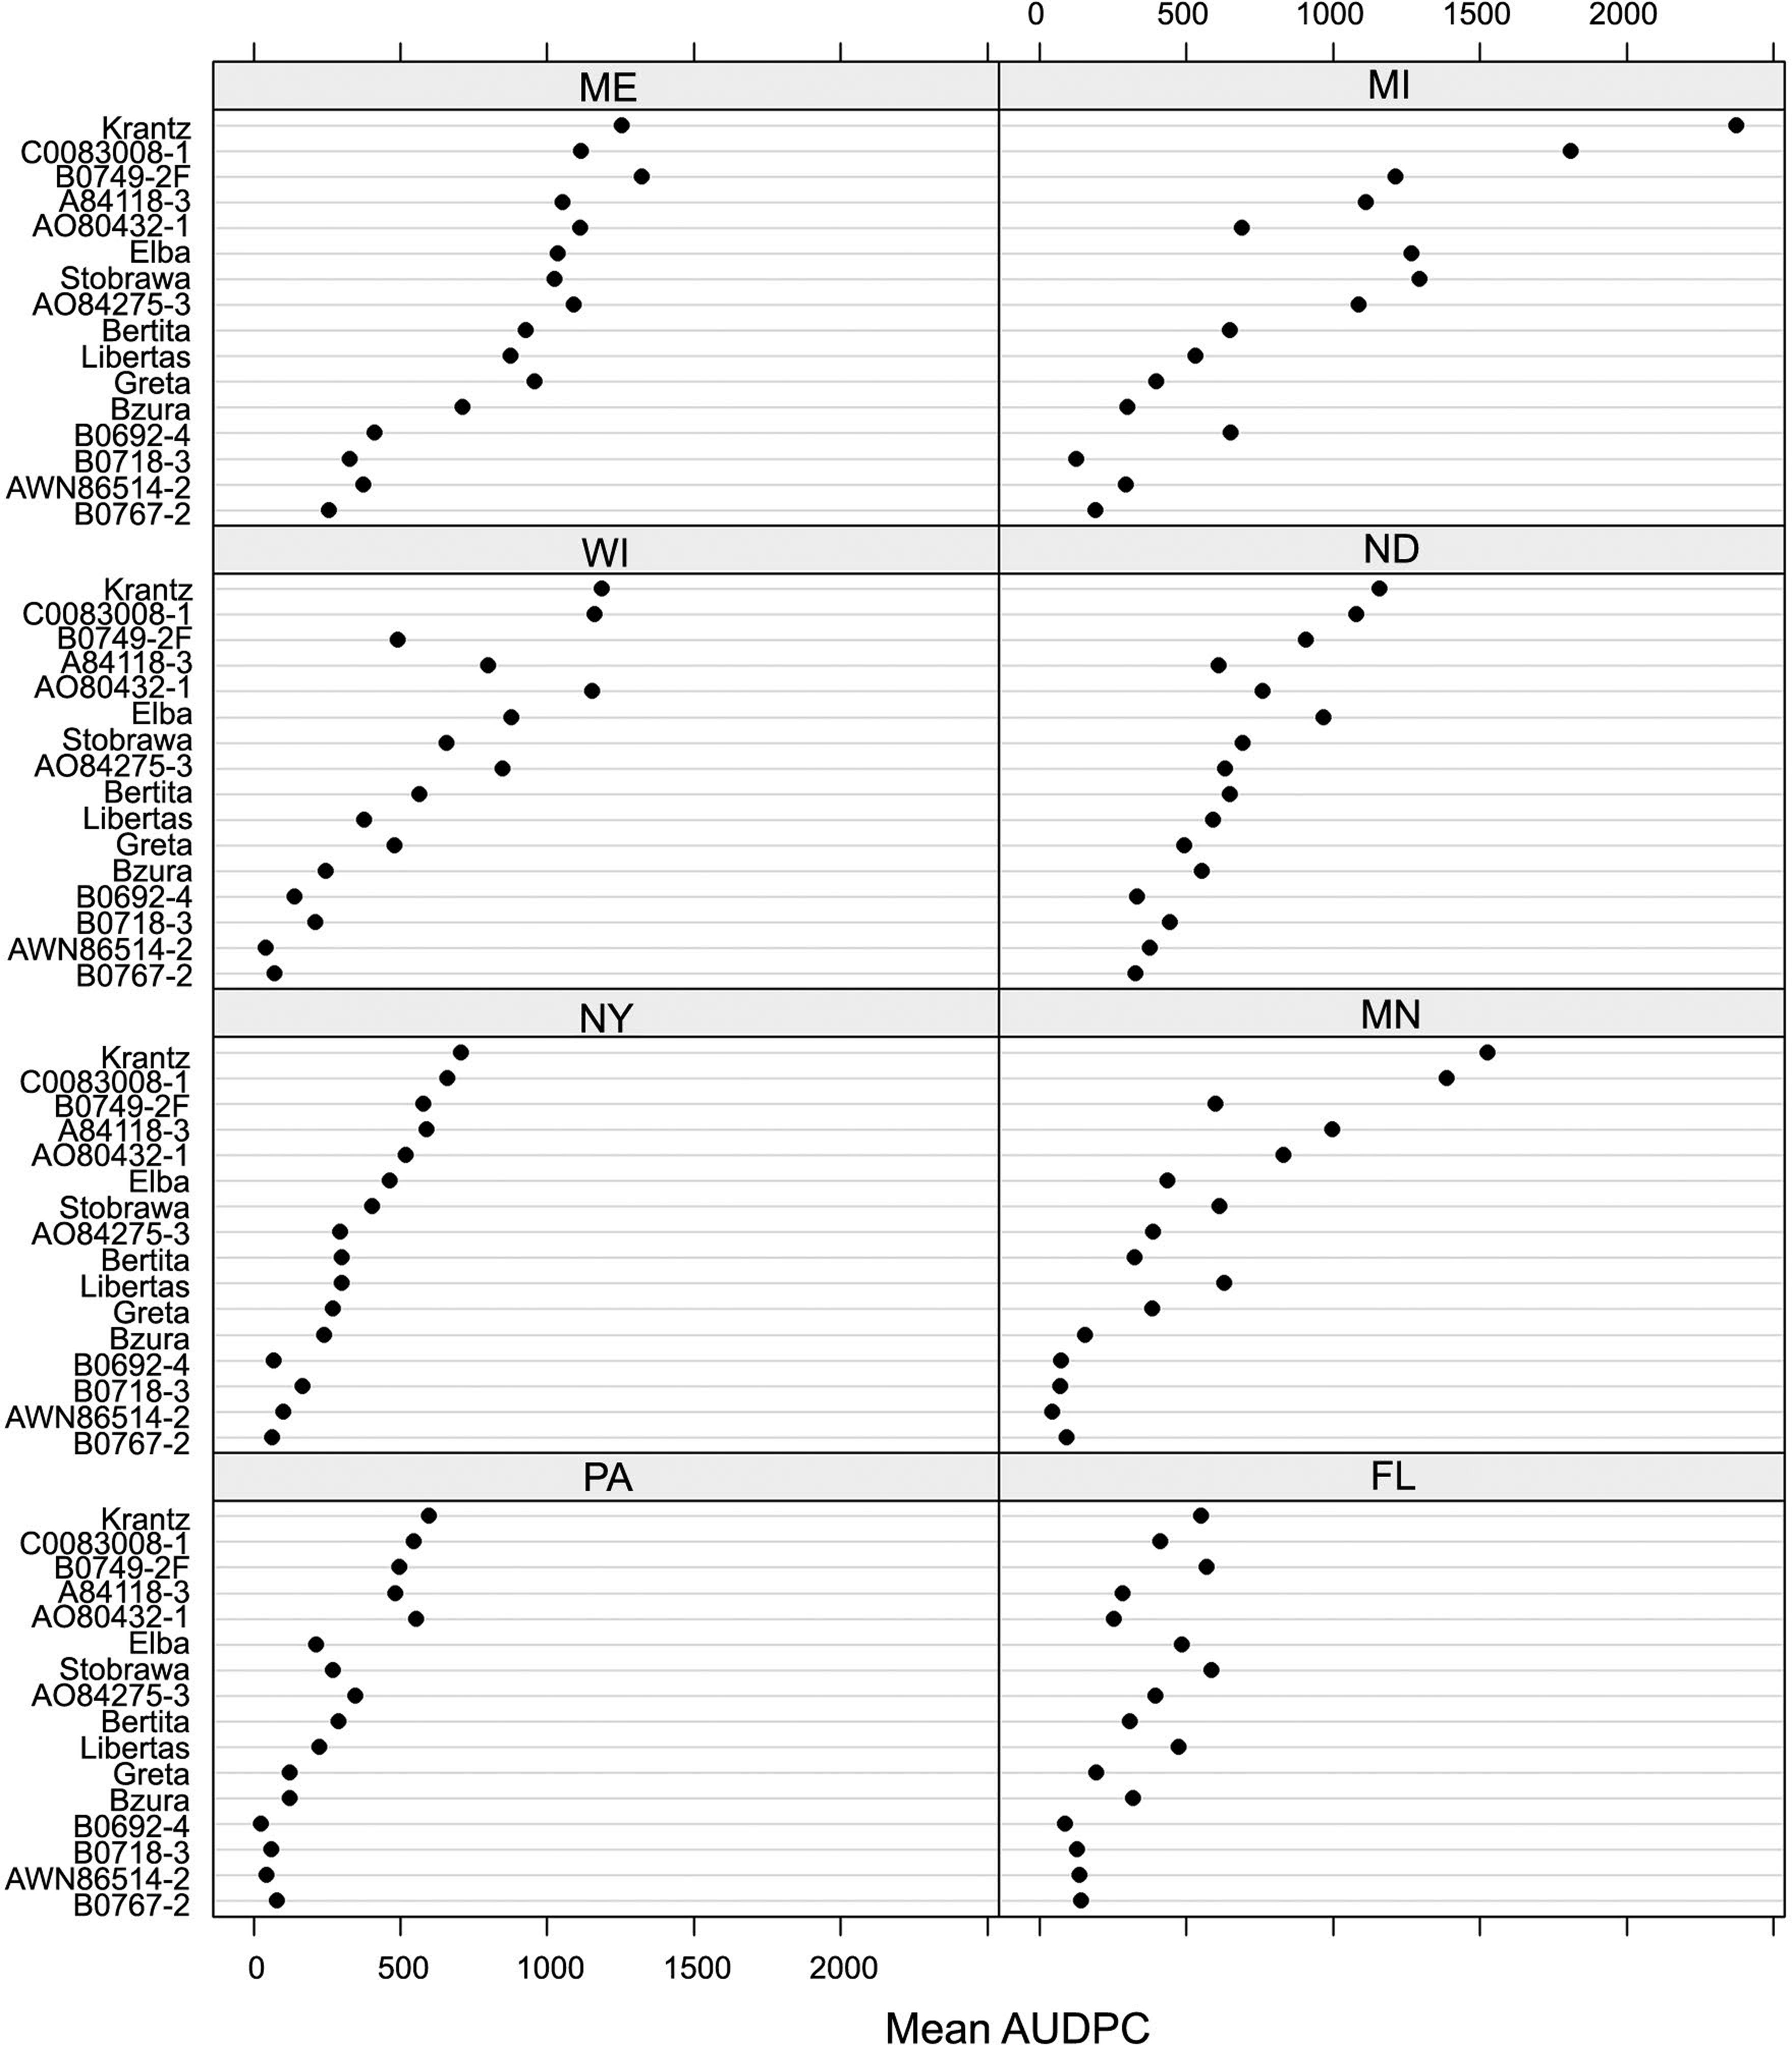 0 500 1000 1500 2000
ME MI
Krantz
C0083008-1
B0749-2F
A84118-3
AO80432-1
Elba
Stobrawa
AO84275-3
Bertita
Libertas
Greta
Bzura
B0692-4
B0718-3
AWN86514-2
B0767-2
WI ND
Krantz
C0083008-1
B0749-2F
A84118-3
AO80432-1
Elba
Stobrawa
AO84275-3
Bertita
Libertas
Greta
Bzura
B0692-4
B0718-3
AWN86514-2
B0767-2
NY MN
Krantz
C0083008-1
B0749-2F
A84118-3
AO80432-1
Elba
Stobrawa
AO84275-3
Bertita
Libertas
Greta
Bzura
B0692-4
B0718-3
AWN86514-2
B0767-2
PA FL
Krantz
C0083008-1
B0749-2F
A84118-3
AO80432-1
Elba
Stobrawa
AO84275-3
Bertita
Libertas
Greta
Bzura
B0692-4
B0718-3
AWN86514-2
B0767-2
0 500 1000 1500 2000
Mean AUDPC